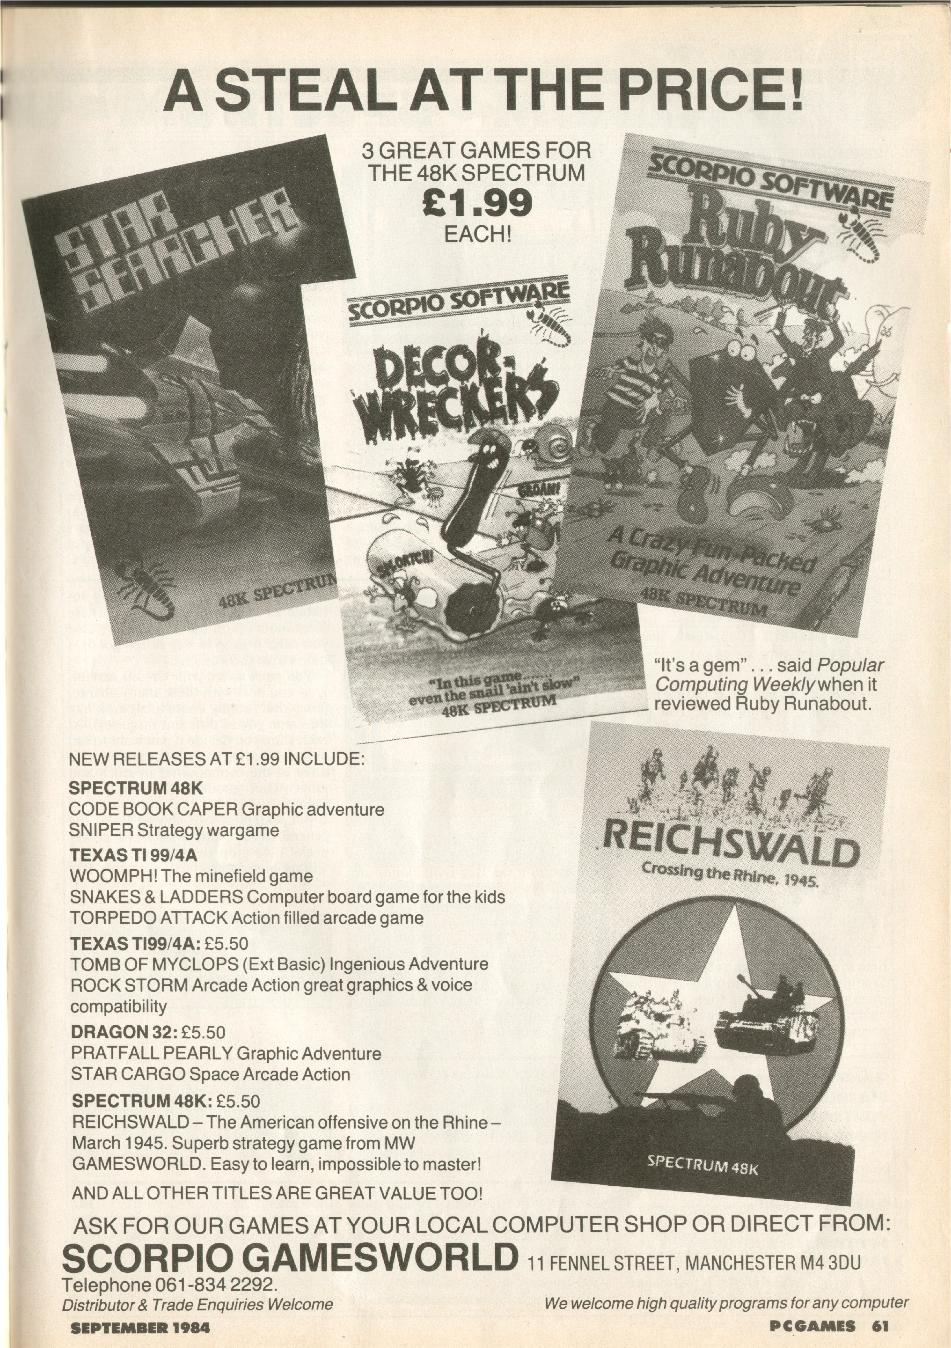 A STEAL AT THE PRICE!
3 GREAT GAMES FOR
THE 48K SPECTRUM
£1.99
EACH!
STAR
SEARCHER
48K SPECTRUM
SCORPIO SOFTWARE
DECOR-
WRECKERS
GLOAM!
SPLOATCH!
"In this game....
even the snail 'ain't slow"
48K SPECTRUM
SCORPIO SOFTWARE
Ruby
Runabout
A Crazy Fun-Packed
Graphic Adventure
48K SPECTRUM
"It's a gem" . . . said Popular
Computing Weekly when it
reviewed Ruby Runabout.
NEW RELEASES AT £1.99 INCLUDE:
SPECTRUM 48K
CODE BOOK CAPER Graphic adventure
SNIPER Strategy wargame
TEXAS TI 99/4A
WOOMPH! The minefield game
SNAKES & LADDERS Computer board game for the kids
TORPEDO ATTACK Action filled arcade game
TEXAS TI99/4A: £5.50
TOMB OF MYCLOPS (Ext Basic) Ingenious Adventure
ROCK STORM Arcade Action great graphics & voice
compatibility
DRAGON 32: £5.50
PRATFALL PEARLY Graphic Adventure
STAR CARGO Space Arcade Action
SPECTRUM 48K: £5.50
REICHSWALD – The American offensive on the Rhine –
March 1945. Superb strategy game from MW
GAMESWORLD. Easy to learn, impossible to master!
AND ALL OTHER TITLES ARE GREAT VALUE TOO!
REICHSWALD
Crossing the Rhine, 1945.
SPECTRUM 48K
ASK FOR OUR GAMES AT YOUR LOCAL COMPUTER SHOP OR DIRECT FROM:
SCORPIO GAMESWORLD 11 FENNEL STREET, MANCHESTER M4 3DU
Telephone 061-834 2292.
Distributor & Trade Enquiries Welcome
We welcome high quality programs for any computer
SEPTEMBER 1984
PCGAMES 61